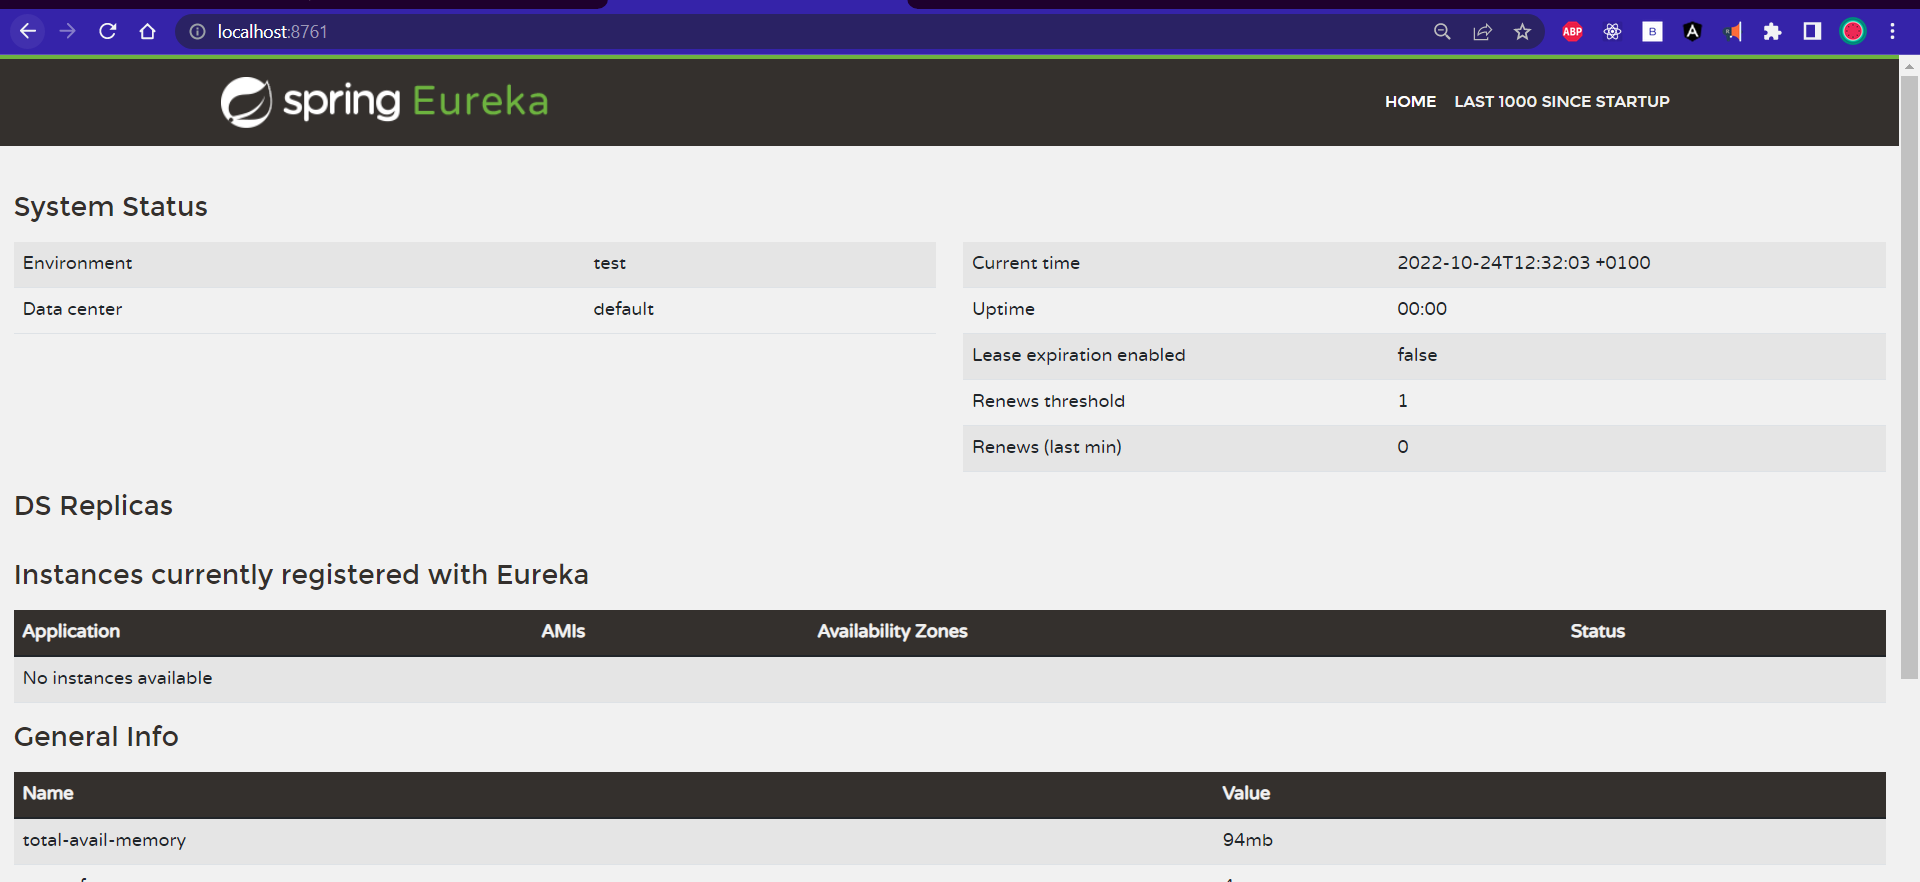 localhost:8761
ABP
B
A
spring Eureka
HOME LAST 1000 SINCE STARTUP
System Status
Environment test
Data center default
Current time 2022-10-24T12:32:03 +0100
Uptime 00:00
Lease expiration enabled false
Renews threshold 1
Renews (last min) 0
DS Replicas
Instances currently registered with Eureka
Application AMIs Availability Zones Status
No instances available
General Info
Name Value
total-avail-memory 94mb